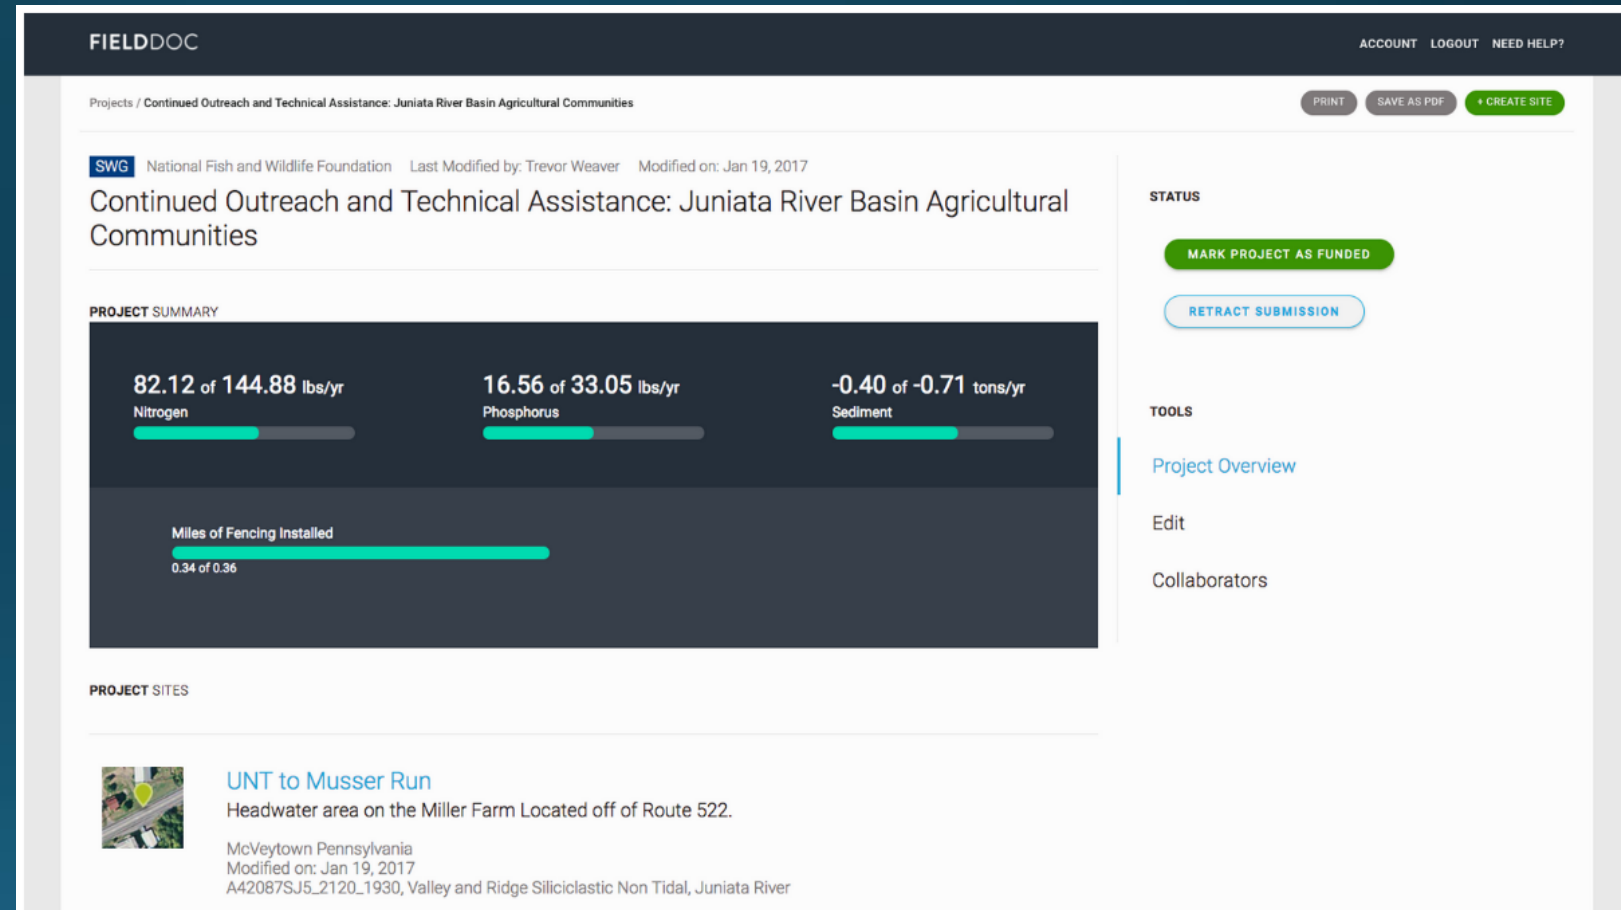 FIELDDOC
ACCOUNT LOGOUT NEED HELP?
Projects / Continued Outreach and Technical Assistance: Juniata River Basin Agricultural Communities
PRINT SAVE AS PDF + CREATE SITE
SWG National Fish and Wildlife Foundation Last Modified by: Trevor Weaver Modified on: Jan 19, 2017
Continued Outreach and Technical Assistance: Juniata River Basin Agricultural
Communities
PROJECT SUMMARY
82.12 of 144.88 lbs/yr
Nitrogen
16.56 of 33.05 lbs/yr
Phosphorus
-0.40 of -0.71 tons/yr
Sediment
Miles of Fencing Installed
0.34 of 0.36
STATUS
MARK PROJECT AS FUNDED
RETRACT SUBMISSION
TOOLS
Project Overview
Edit
Collaborators
PROJECT SITES
UNT to Musser Run
Headwater area on the Miller Farm Located off of Route 522.
McVeytown Pennsylvania
Modified on: Jan 19, 2017
A42087SJ5_2120_1930, Valley and Ridge Siliciclastic Non Tidal, Juniata River